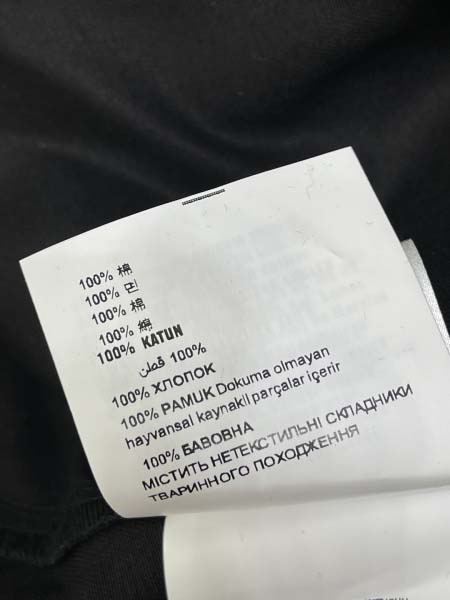 100% 棉
100% 면
100% 棉
100% 綿
100% KATUN
100% قطن
100% ХЛОПОК
100% PAMUK Dokuma olmayan
hayvansal kaynakli parçalar içerir
100% БАВОВНА
МІСТИТЬ НЕТЕКСТИЛЬНІ СКЛАДНИКИ
ТВАРИННОГО ПОХОДЖЕННЯ